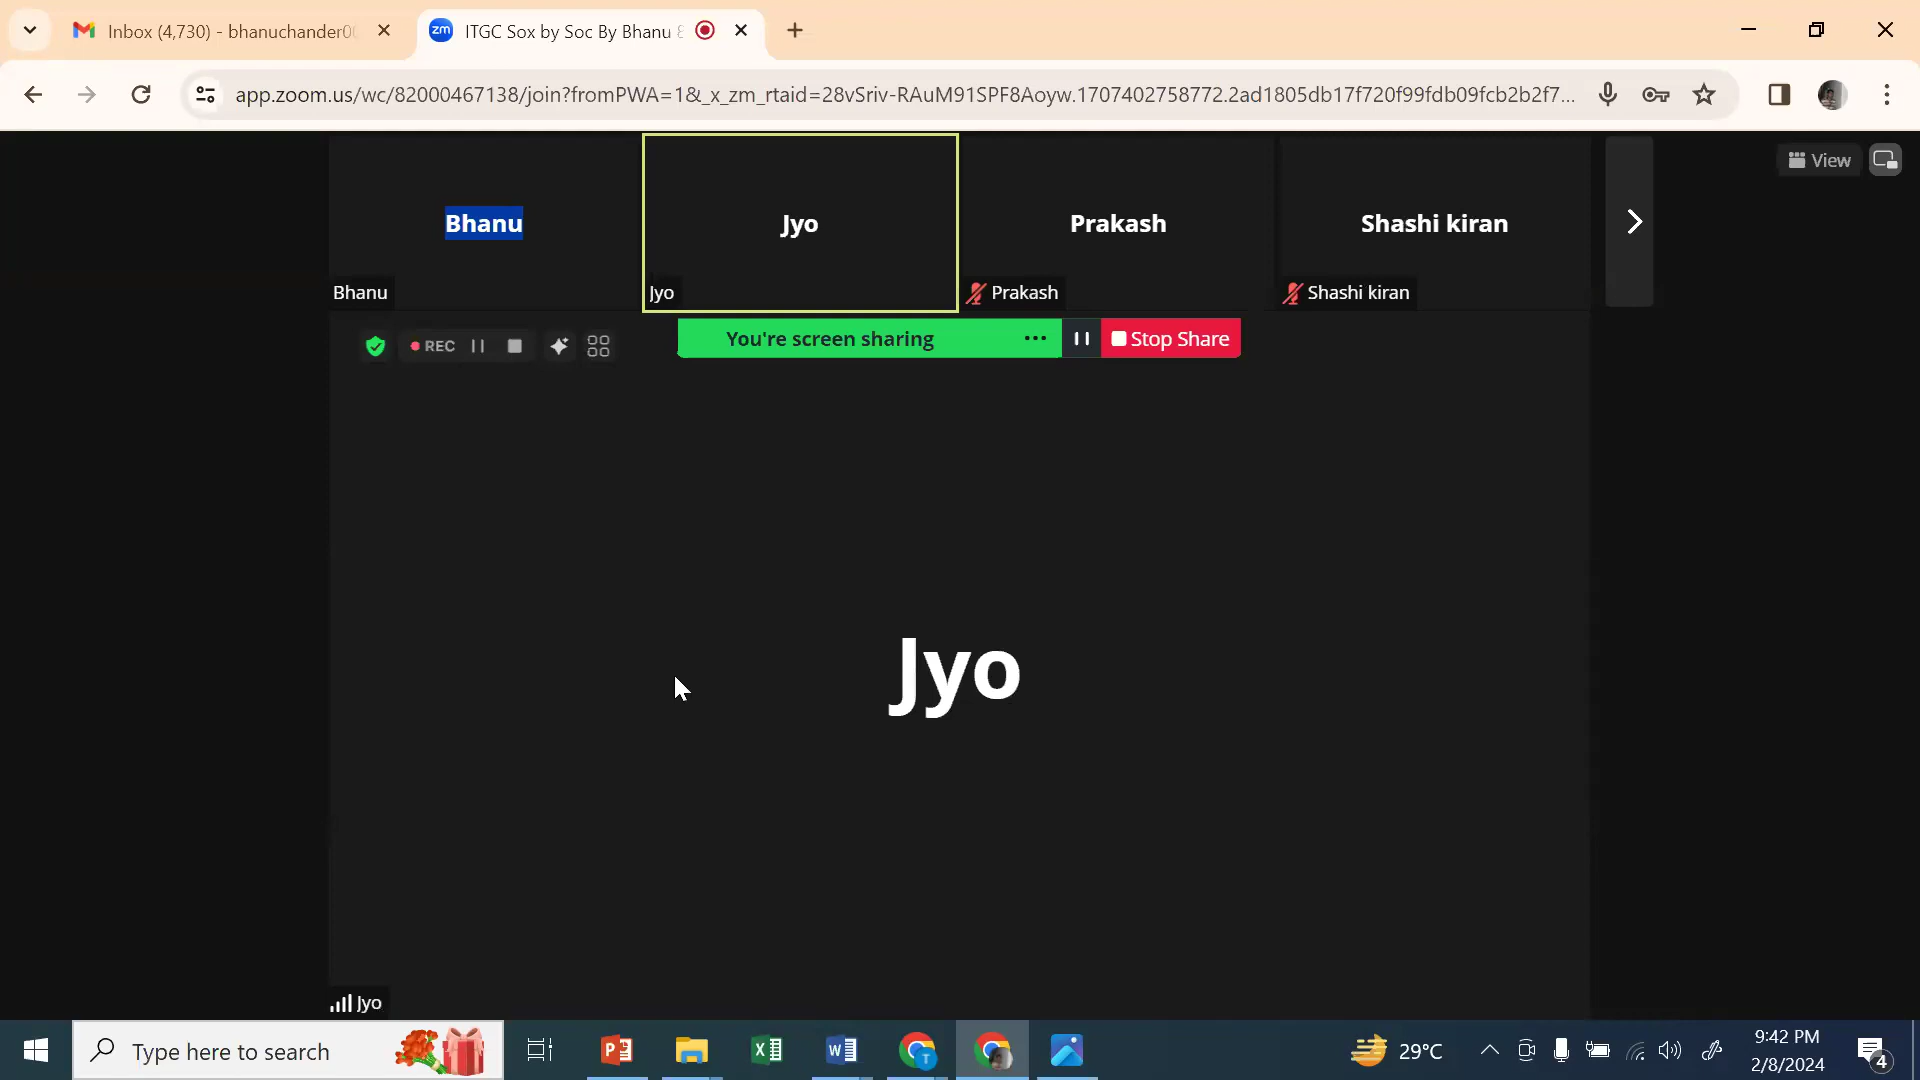 Inbox (4,730) - bhanuchander0
zm
ITGC Sox by Soc By Bhanu 8
app.zoom.us/wc/82000467138/join?fromPWA=1&_x_zm_rtaid=28vSriv-RAuM91SPF8Aoyw.1707402758772.2ad1805db17f720f99fdb09fcb2b2f7...
View
Bhanu
Jyo
Prakash
Shashi kiran
Bhanu
Jyo
Prakash
Shashi kiran
REC
You're screen sharing
Stop Share
Jyo
Jyo
Type here to search
T
29°C
9:42 PM
2/8/2024
4